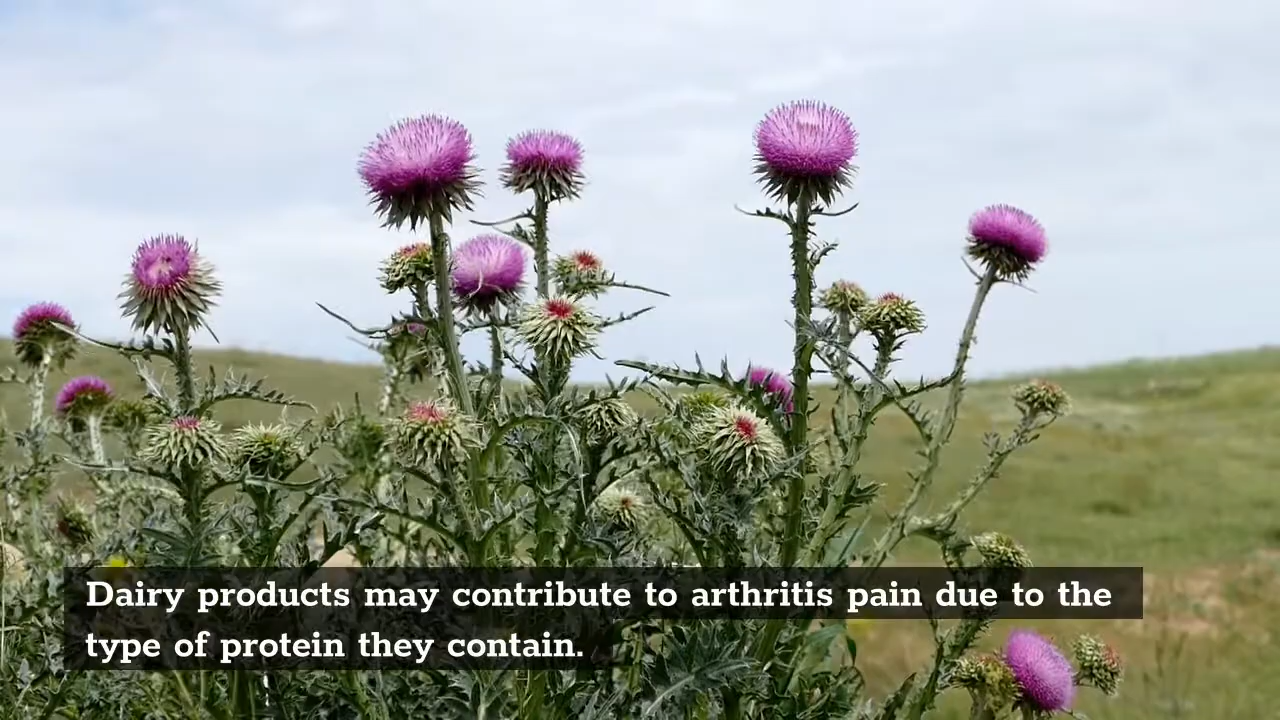 Dairy products may contribute to arthritis pain due to the
type of protein they contain.